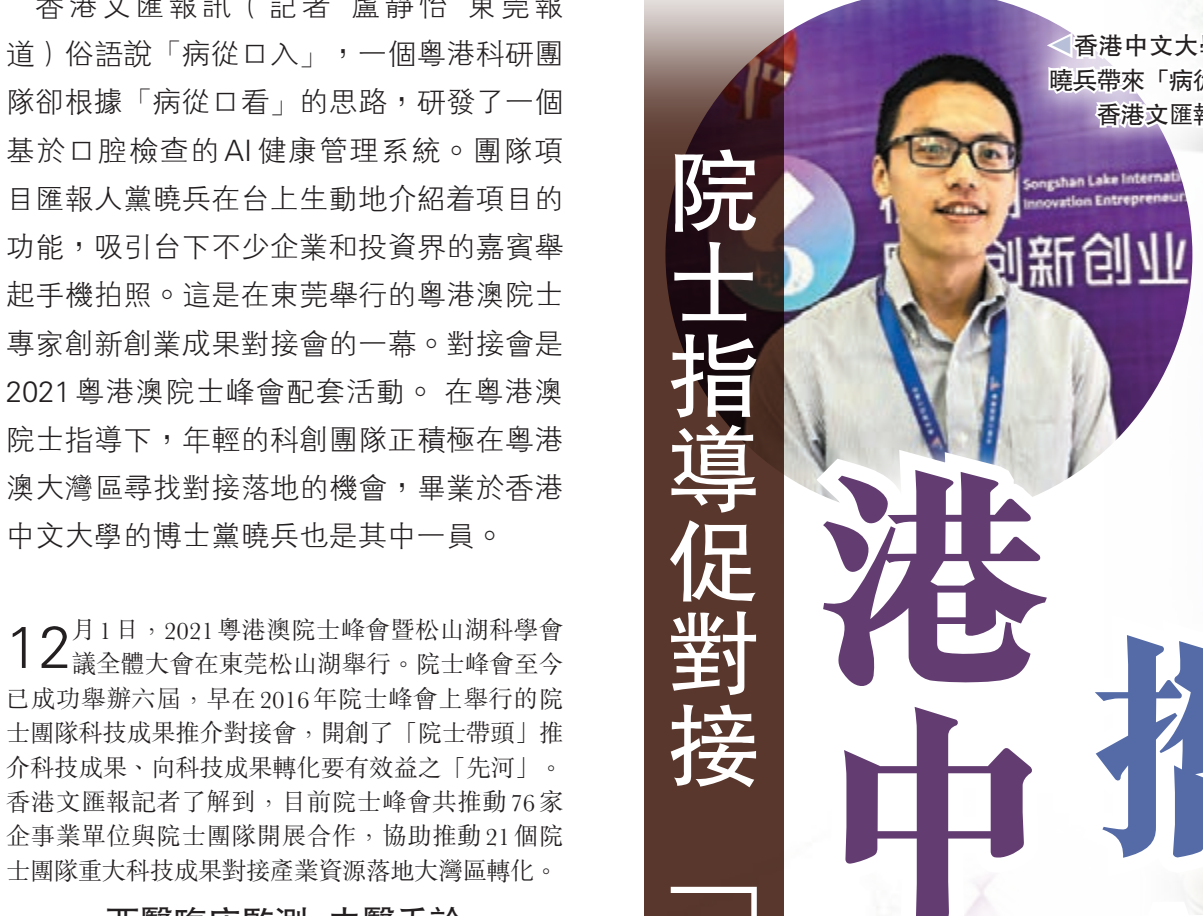 香港文匯報訊（記者 盧靜怡 東莞報
道）俗語說「病從口入」，一個粵港科研團
隊卻根據「病從口看」的思路，研發了一個
基於口腔檢查的AI健康管理系統。團隊項
目匯報人黨曉兵在台上生動地介紹着項目的
功能，吸引台下不少企業和投資界的嘉賓舉
起手機拍照。這是在東莞舉行的粵港澳院士
專家創新創業成果對接會的一幕。對接會是
2021粵港澳院士峰會配套活動。 在粵港澳
院士指導下，年輕的科創團隊正積極在粵港
澳大灣區尋找對接落地的機會，畢業於香港
中文大學的博士黨曉兵也是其中一員。
12月1日，2021粵港澳院士峰會暨松山湖科學會
議全體大會在東莞松山湖舉行。院士峰會至今
已成功舉辦六屆，早在2016年院士峰會上舉行的院
士團隊科技成果推介對接會，開創了「院士帶頭」推
介科技成果、向科技成果轉化要有效益之「先河」。
香港文匯報記者了解到，目前院士峰會共推動76家
企事業單位與院士團隊開展合作，協助推動21個院
士團隊重大科技成果對接產業資源落地大灣區轉化。
院士指導促對接「
港中
◁香港中文大
曉兵帶來「病從
香港文匯
Songshan Lake Internati
Innovation Entrepreneur
创新创业